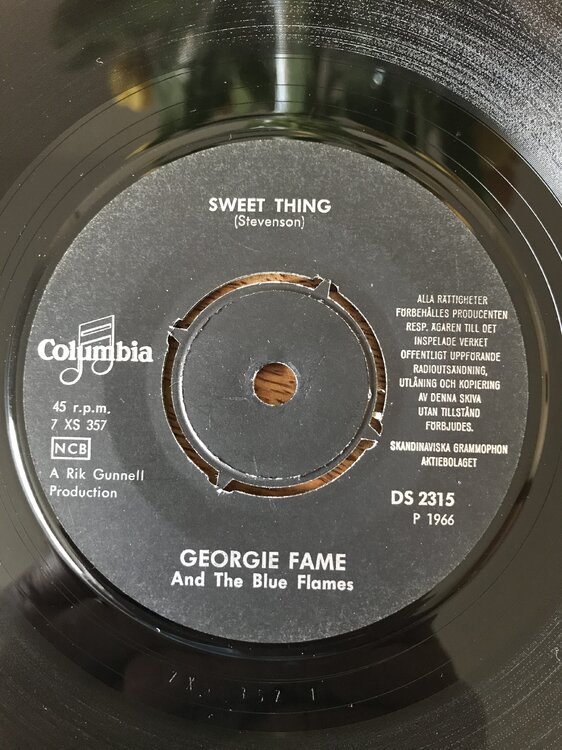 SWEET THING
(Stevenson)
Columbia
45 r.p.m.
7 XS 357
NCB
A Rik Gunnell
Production
ALLA RÄTTIGHETER
FÖRBEHÅLLES PRODUCENTEN
RESP. ÄGAREN TILL DET
INSPELADE VERKET
OFFENTLIGT UPPFÖRANDE
RADIOUTSÄNDNING,
UTLÅNING OCH KOPIERING
AV DENNA SKIVA
UTAN TILLSTÅND
FÖRBJUDES.
SKANDINAVISKA GRAMMOPHON
AKTIEBOLAGET
DS 2315
P 1966
GEORGIE FAME
And The Blue Flames